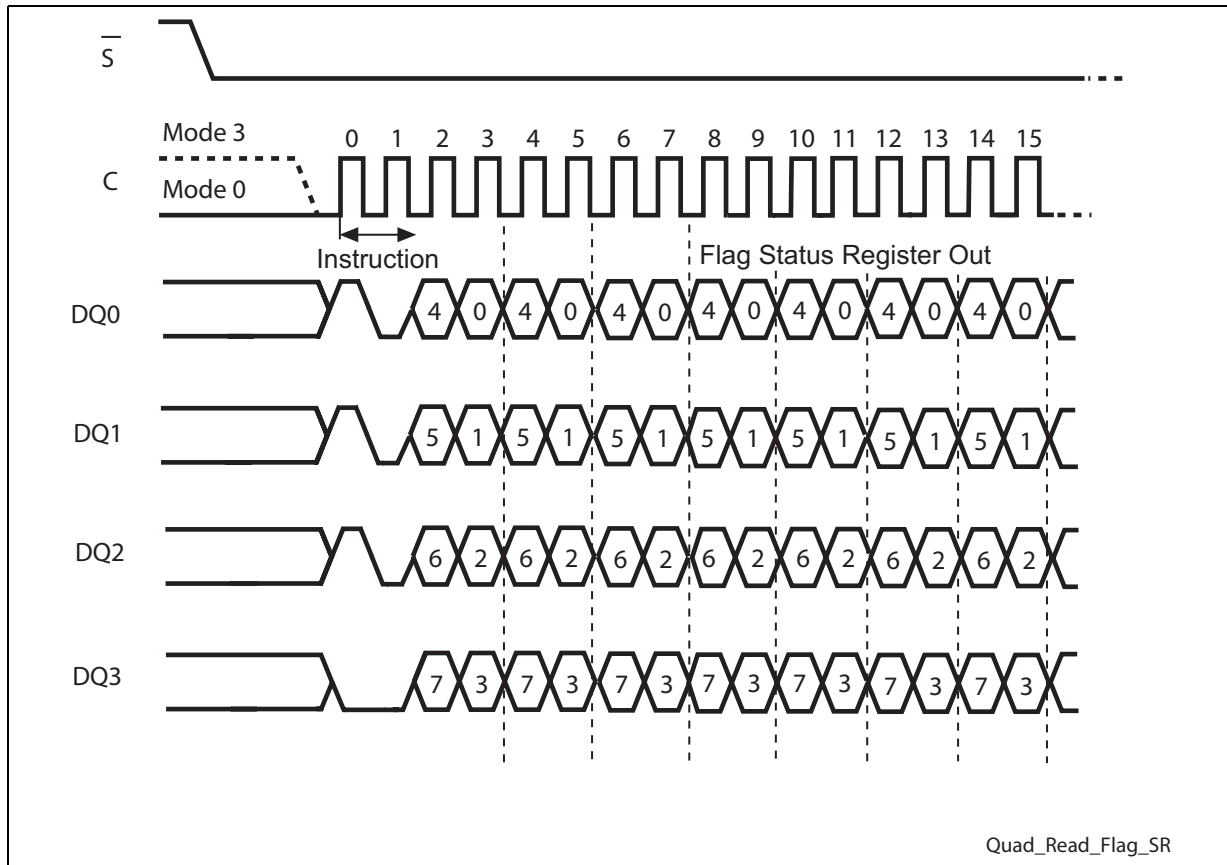 S
Mode 3
0 1 2 3 4 5 6 7 8 9 10 11 12 13 14 15
C
Mode 0
Instruction
Flag Status Register Out
DQ0
4 0 4 0 4 0 4 0 4 0 4 0 4 0
DQ1
5 1 5 1 5 1 5 1 5 1 5 1 5 1
DQ2
6 2 6 2 6 2 6 2 6 2 6 2 6 2
DQ3
7 3 7 3 7 3 7 3 7 3 7 3 7 3
Quad_Read_Flag_SR